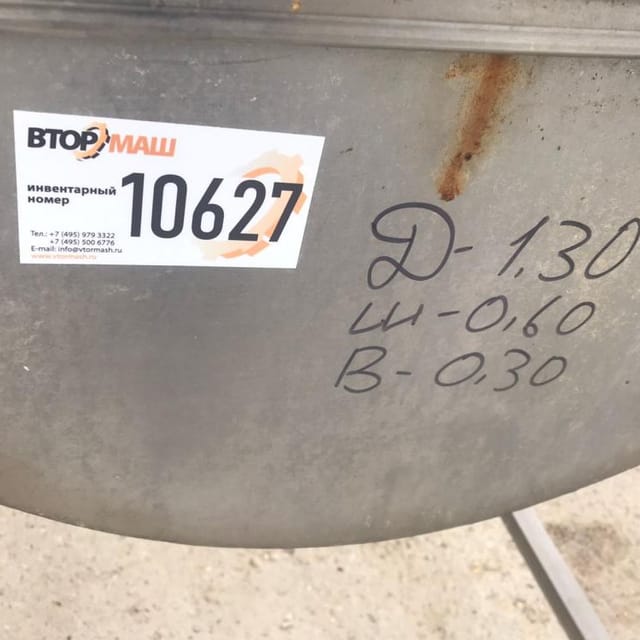 ВТОРМАШ
инвентарный
номер
10627
Тел.: +7 (495) 979 3322
+7 (495) 500 6776
E-mail: info@vtormash.ru
www.vtormash.ru
Д- 1,30
Ш-0,60
В-0,30